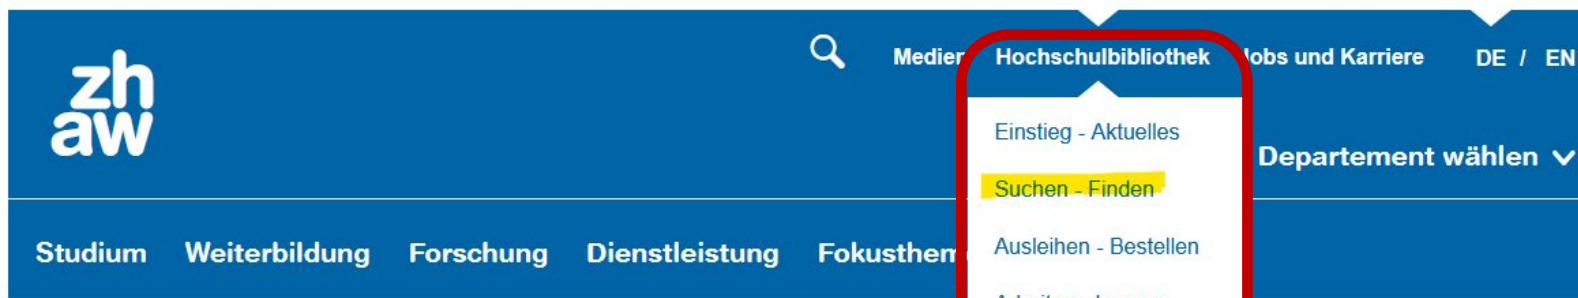 zh
aw
Medien Hochschulbibliothek Jobs und Karriere DE / EN
Einstieg - Aktuelles
Departement wählen
Suchen - Finden
Studium Weiterbildung Forschung Dienstleistung
Ausleihen - Bestellen